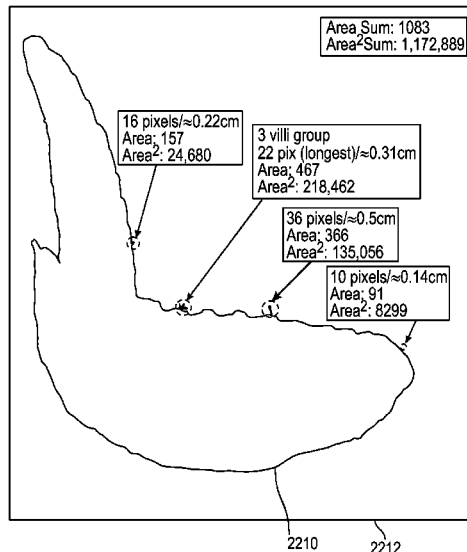 Area Sum: 1083
Area²Sum: 1,172,889
16 pixels/≈0.22cm
Area; 157
Area²: 24,680
3 villi group
22 pix (longest)/≈0.31cm
Area; 467
Area²: 218,462
36 pixels/≈0.5cm
Area; 366
Area²: 135,056
10 pixels/≈0.14cm
Area; 91
Area²: 8299
2210
2212